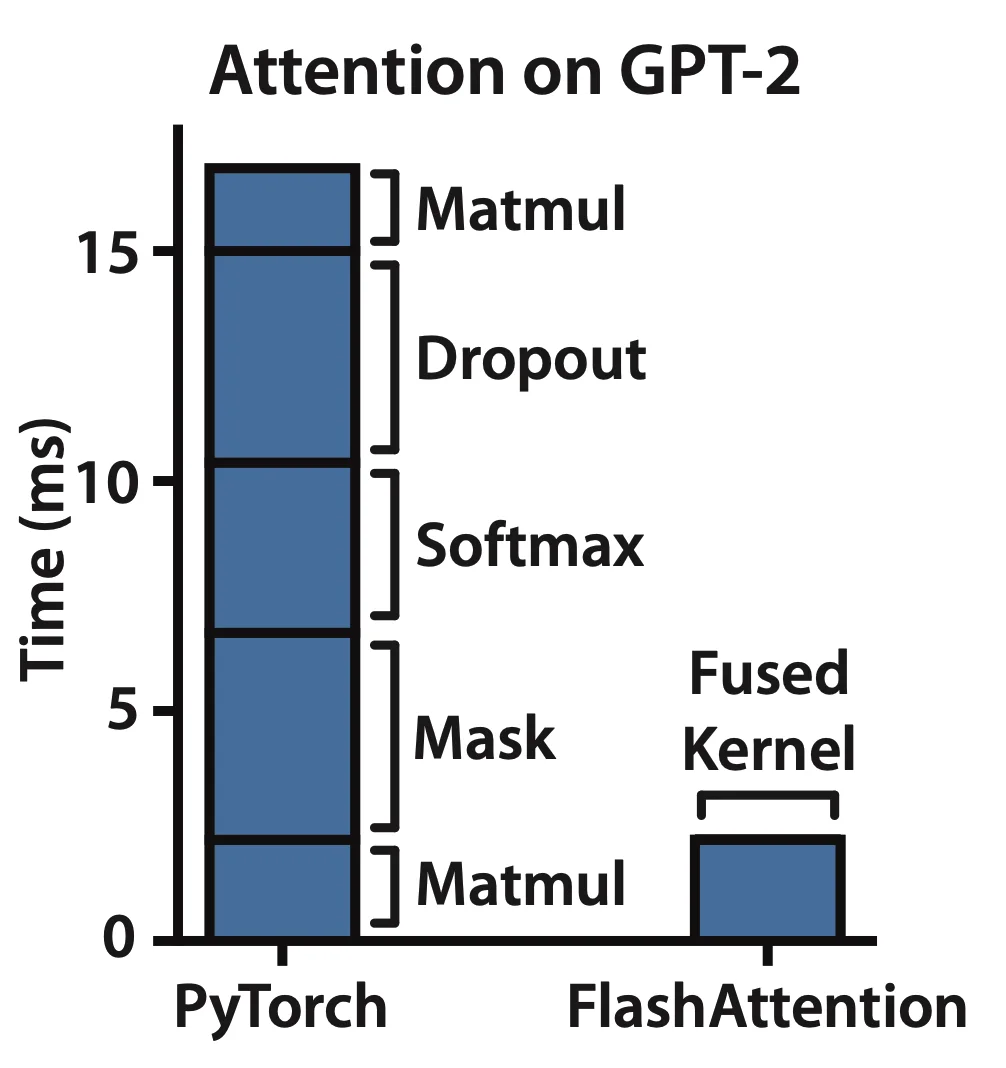 Attention on GPT-2
Time (ms)
15
10
5
0
Matmul
Dropout
Softmax
Mask
Matmul
Fused
Kernel
PyTorch
FlashAttention